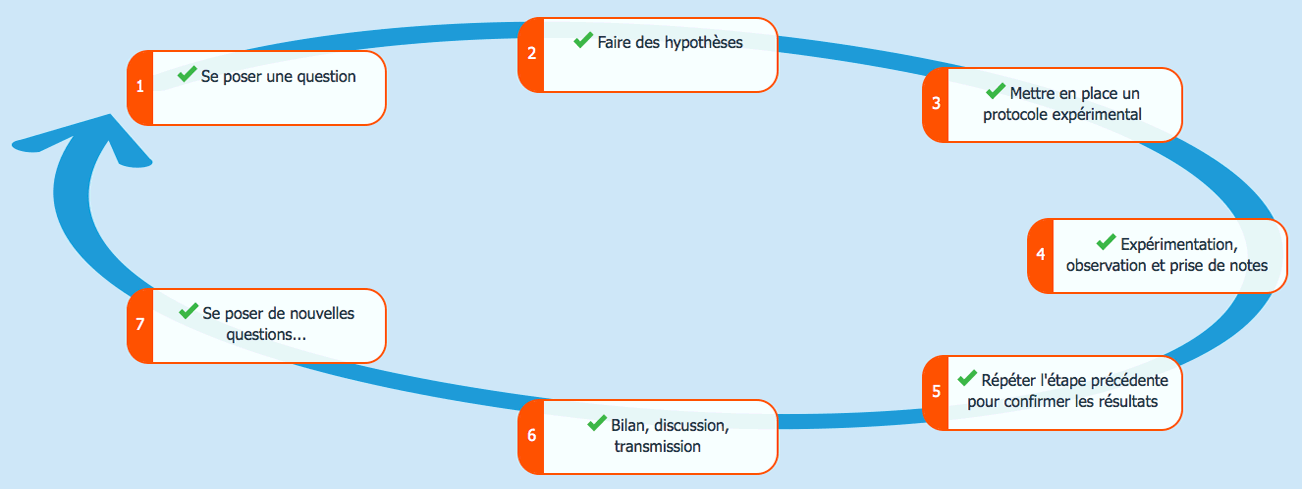 1
Se poser une question
2
Faire des hypothèses
3
Mettre en place un
protocole expérimental
4
Expérimentation,
observation et prise de notes
5
Répéter l'étape précédente
pour confirmer les résultats
6
Bilan, discussion,
transmission
7
Se poser de nouvelles
questions...